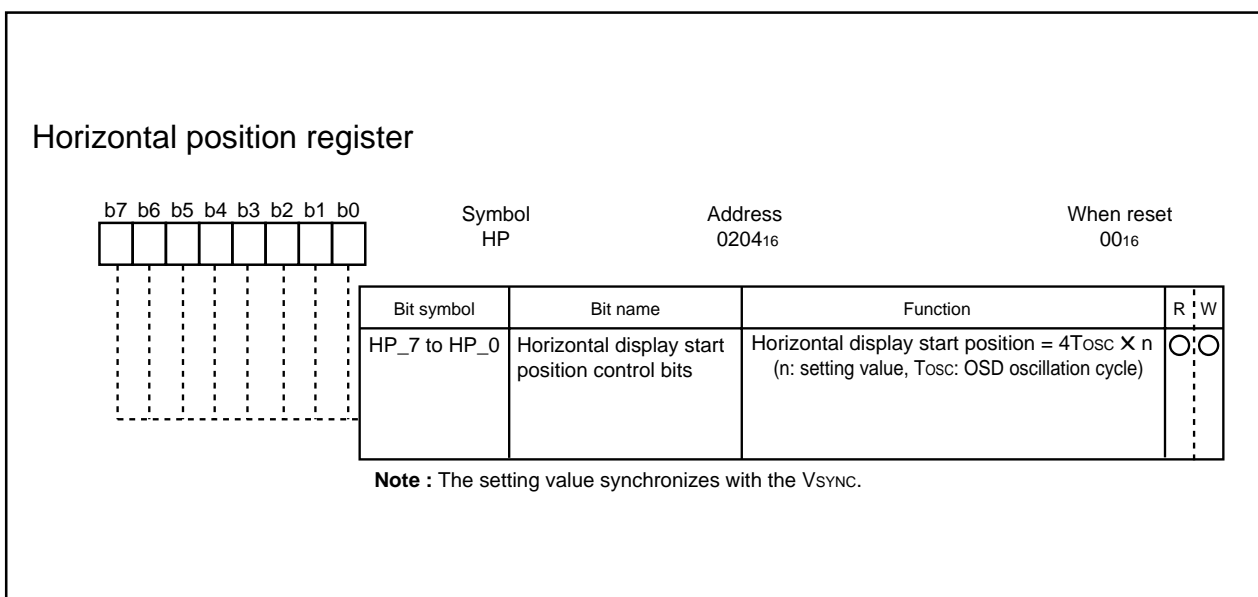 Horizontal position register
b7 b6 b5 b4 b3 b2 b1 b0
Symbol Address When reset
HP 0204₁₆ 00₁₆
Bit symbol Bit name Function R W
HP_7 to HP_0 Horizontal display start Horizontal display start position = 4TOSC X n
position control bits (n: setting value, TOSC: OSD oscillation cycle)
Note : The setting value synchronizes with the VSYNC.